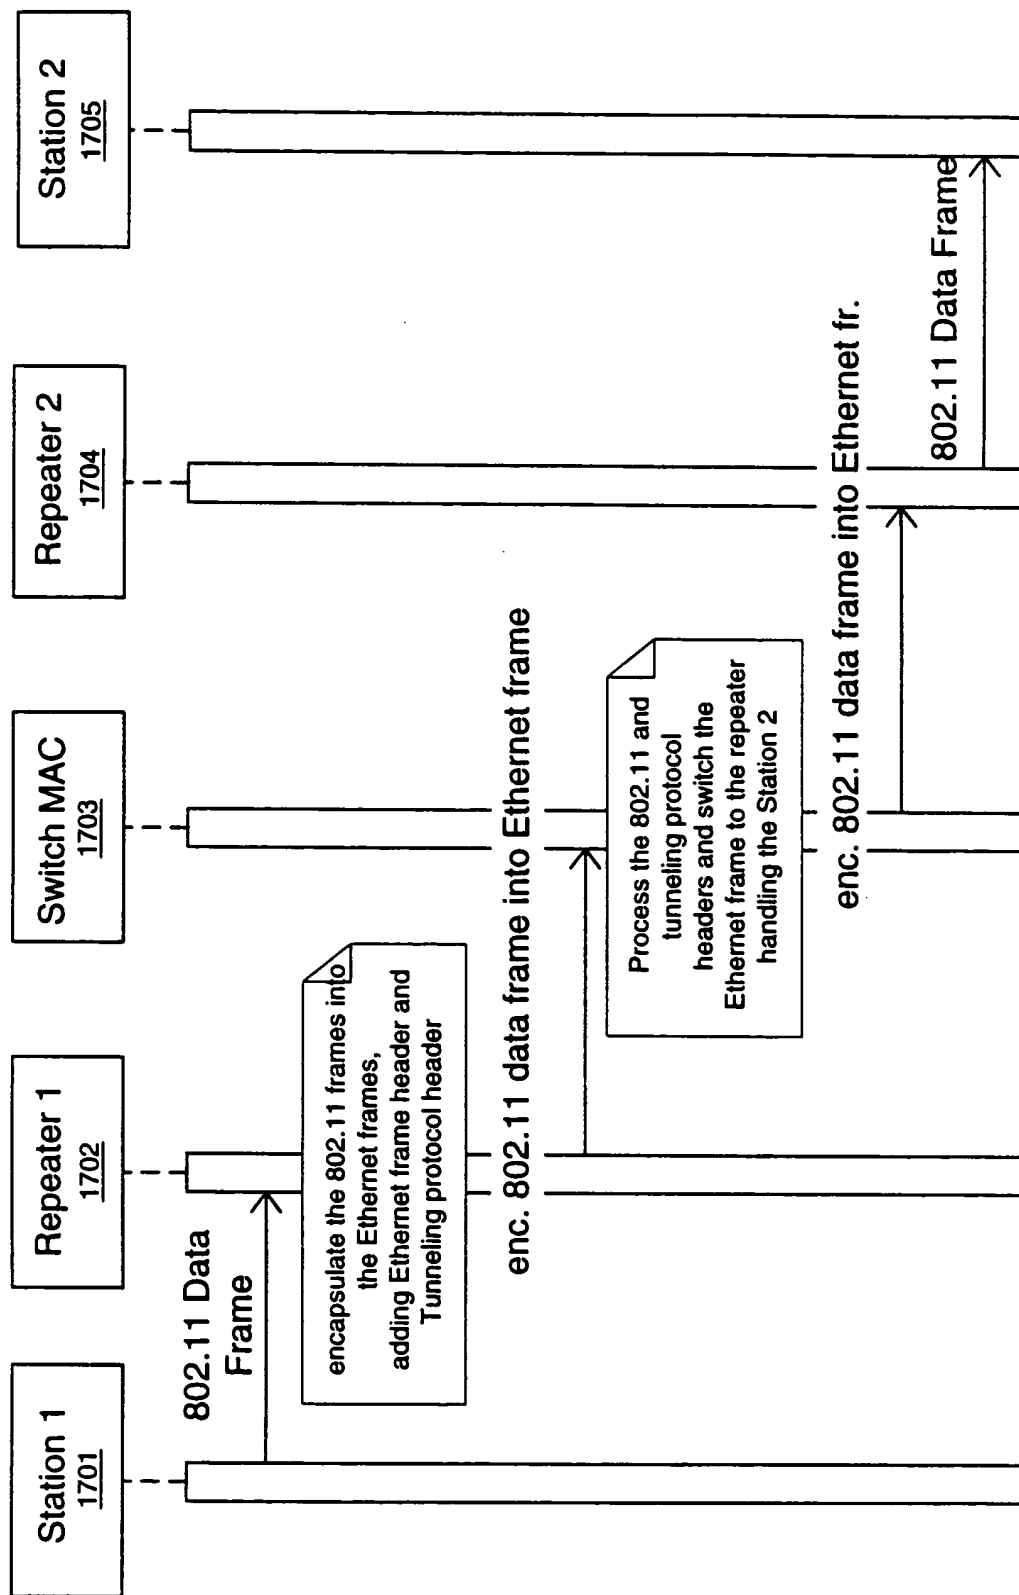 Station 1
1701
Repeater 1
1702
Switch MAC
1703
Repeater 2
1704
Station 2
1705
802.11 Data
Frame
encapsulate the 802.11 frames into
the Ethernet frames,
adding Ethernet frame header and
Tunneling protocol header
enc. 802.11 data frame into Ethernet frame
Process the 802.11 and
tunneling protocol
headers and switch the
Ethernet frame to the repeater
handling the Station 2
enc. 802.11 data frame into Ethernet fr.
802.11 Data Frame